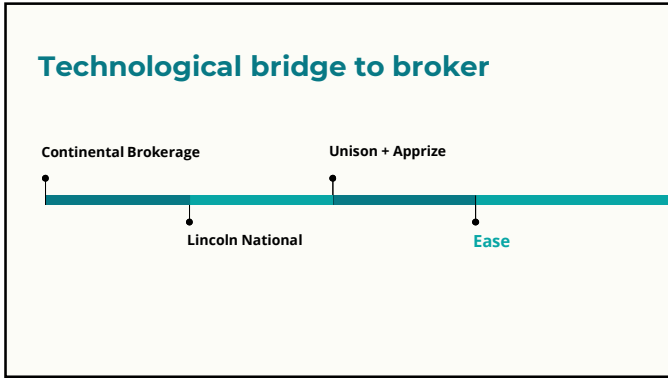 Technological bridge to broker
Continental Brokerage
Unison + Apprize
Lincoln National
Ease